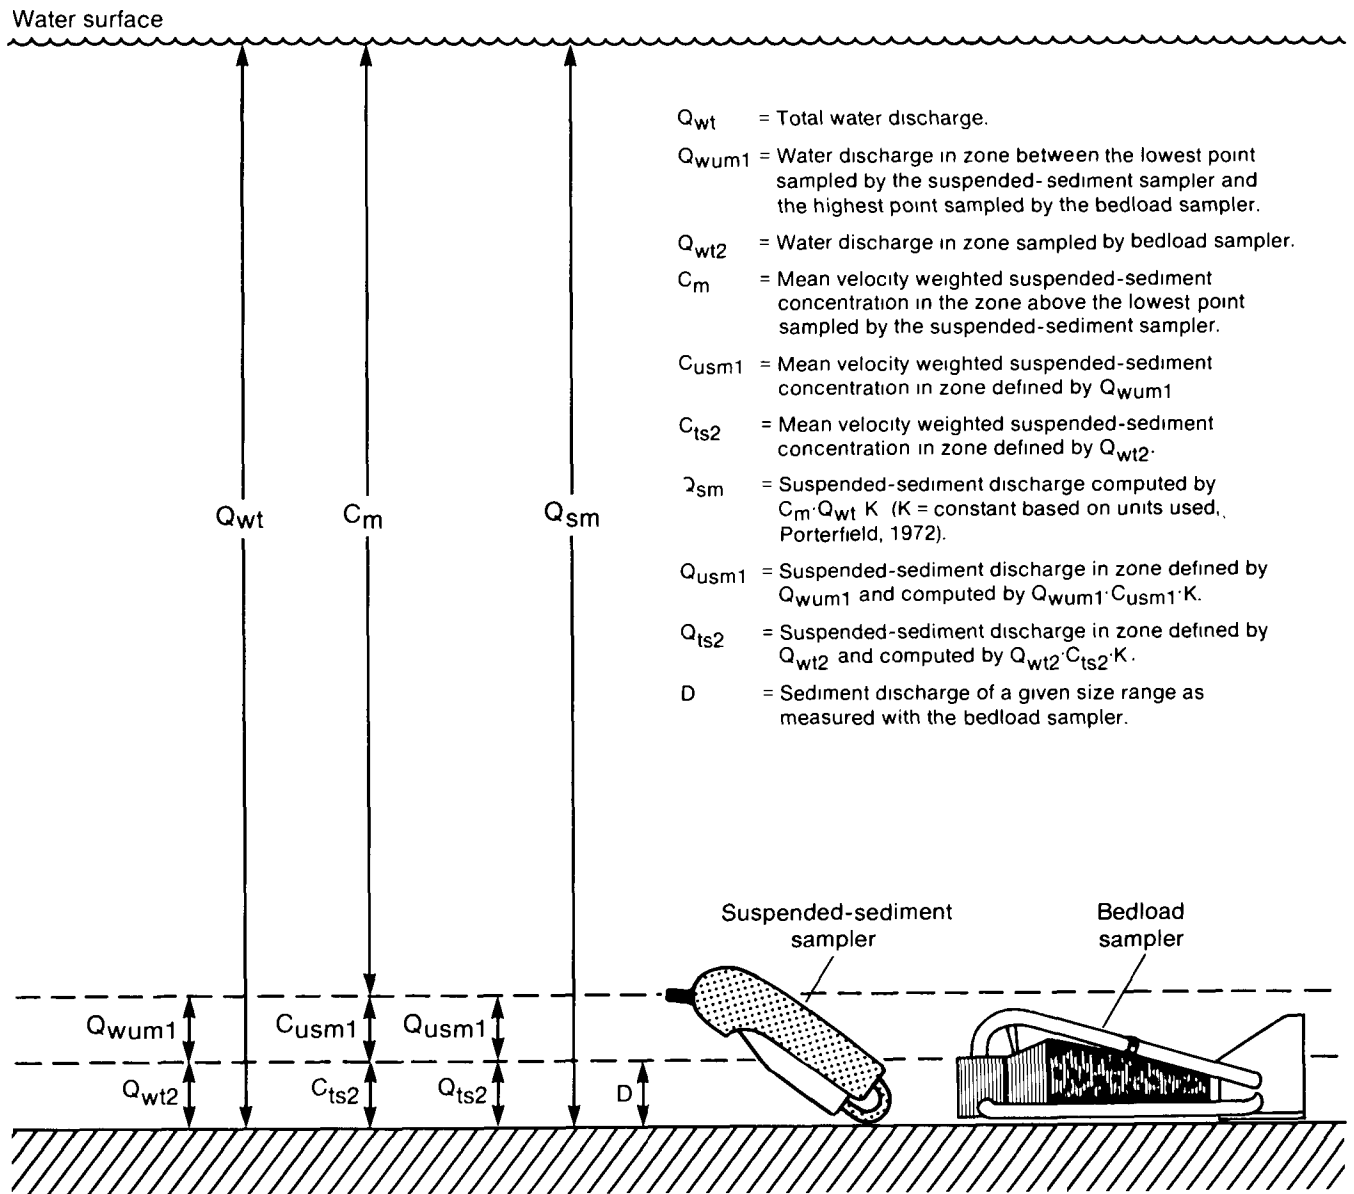 Water surface
Qwt = Total water discharge.
Qwum1 = Water discharge in zone between the lowest point
sampled by the suspended-sediment sampler and
the highest point sampled by the bedload sampler.
Qwt2 = Water discharge in zone sampled by bedload sampler.
Cm = Mean velocity weighted suspended-sediment
concentration in the zone above the lowest point
sampled by the suspended-sediment sampler.
Cusm1 = Mean velocity weighted suspended-sediment
concentration in zone defined by Qwum1
Cts2 = Mean velocity weighted suspended-sediment
concentration in zone defined by Qwt2.
Qsm = Suspended-sediment discharge computed by
Cm·Qwt K (K = constant based on units used,
Porterfield, 1972).
Qusm1 = Suspended-sediment discharge in zone defined by
Qwum1 and computed by Qwum1·Cusm1·K.
Qts2 = Suspended-sediment discharge in zone defined by
Qwt2 and computed by Qwt2·Cts2·K.
D = Sediment discharge of a given size range as
measured with the bedload sampler.
Qwt Cm Qsm
Suspended-sediment
sampler
Bedload
sampler
Qwum1 Cusm1 Qusm1
Qwt2 Cts2 Qts2 D